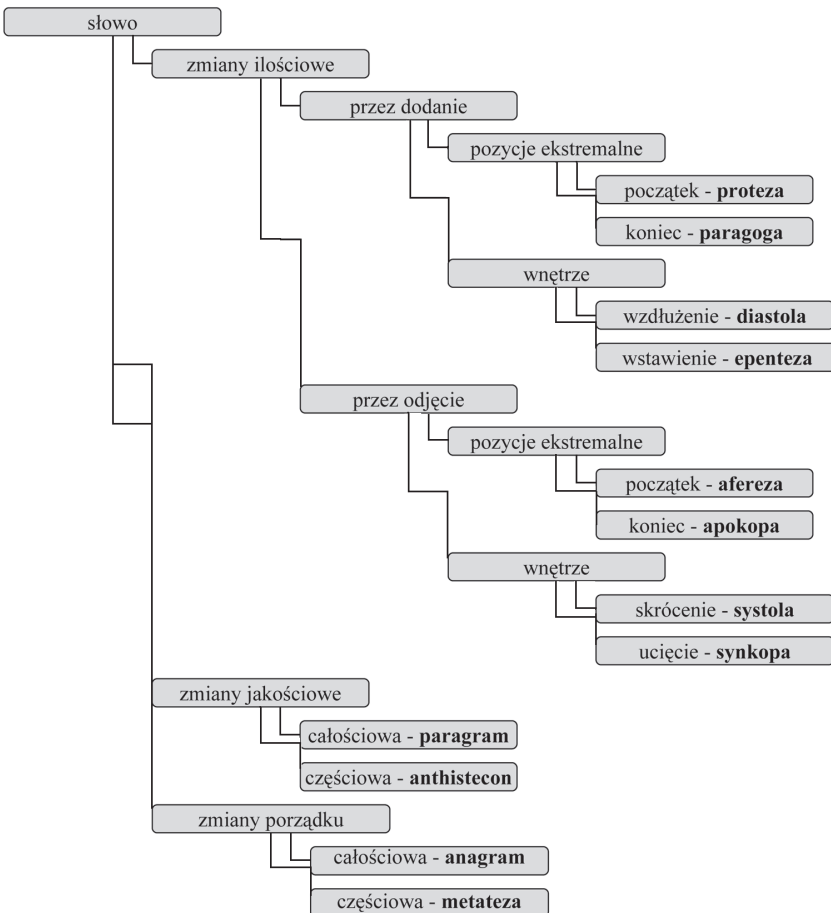 słowo
zmiany ilościowe
przez dodanie
pozycje ekstremalne
początek - proteza
koniec - paragoga
wnętrze
wzdłużenie - diastola
wstawienie - epenteza
przez odjęcie
pozycje ekstremalne
początek - afereza
koniec - apokopa
wnętrze
skrócenie - systola
ucięcie - synkopa
zmiany jakościowe
całościowa - paragram
częściowa - anthistecon
zmiany porządku
całościowa - anagram
częściowa - metateza